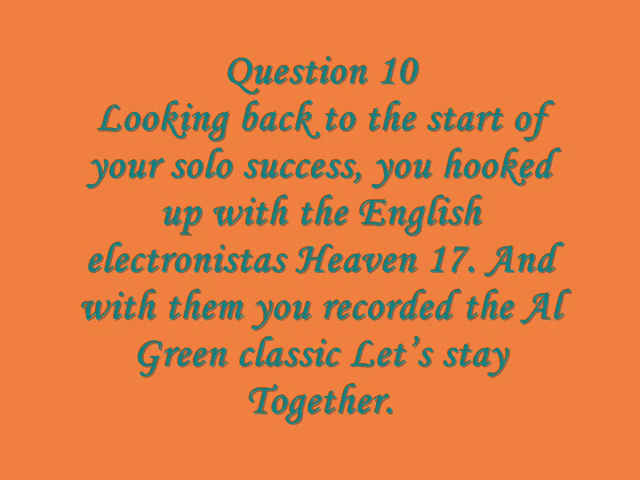 Question 10
Looking back to the start of
your solo success, you hooked
up with the English
electronistas Heaven 17. And
with them you recorded the Al
Green classic Let’s stay
Together.